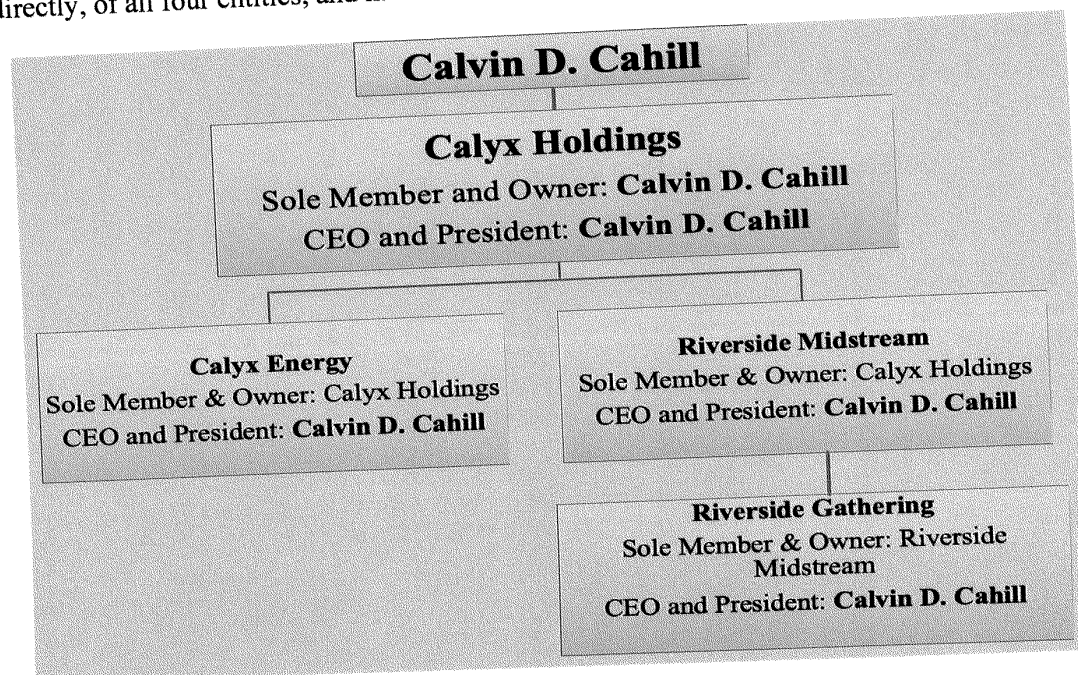 directly, of all four entities, and
Calvin D. Cahill
Calyx Holdings
Sole Member and Owner: Calvin D. Cahill
CEO and President: Calvin D. Cahill
Calyx Energy
Sole Member & Owner: Calyx Holdings
CEO and President: Calvin D. Cahill
Riverside Midstream
Sole Member & Owner: Calyx Holdings
CEO and President: Calvin D. Cahill
Riverside Gathering
Sole Member & Owner: Riverside
Midstream
CEO and President: Calvin D. Cahill